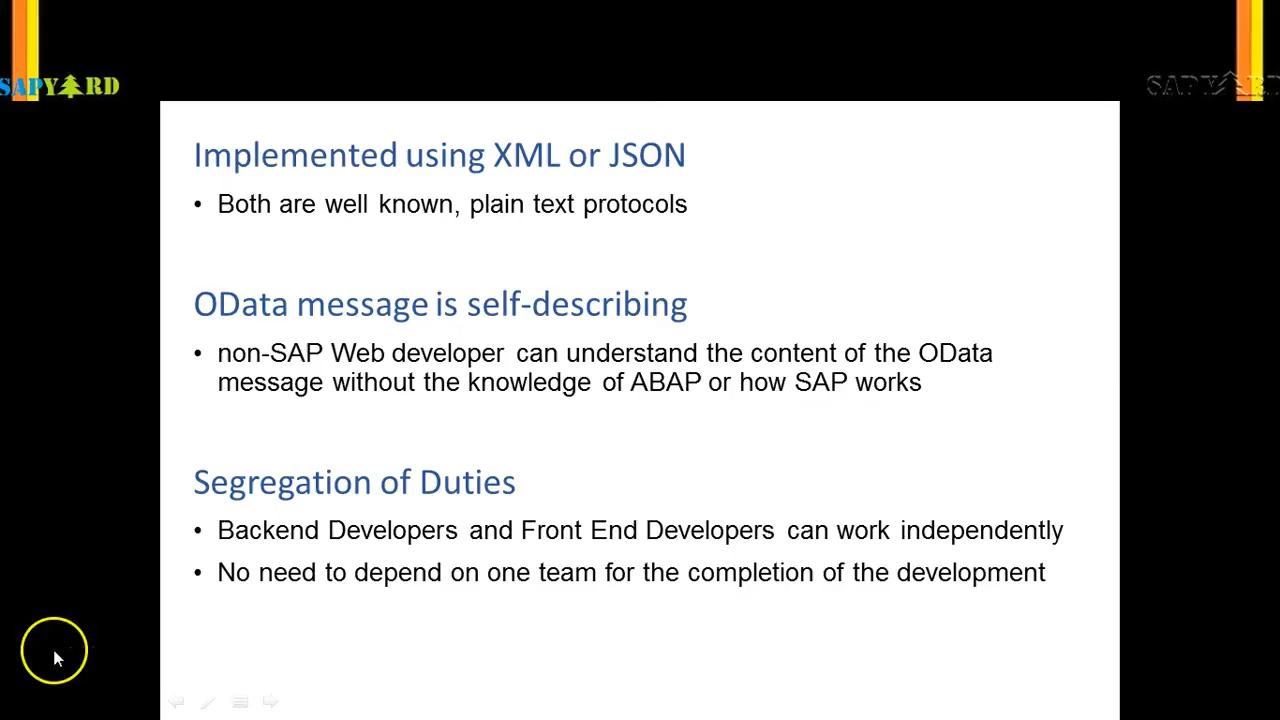 SAPYARD
SAPYARD
Implemented using XML or JSON
• Both are well known, plain text protocols
OData message is self-describing
• non-SAP Web developer can understand the content of the OData
message without the knowledge of ABAP or how SAP works
Segregation of Duties
• Backend Developers and Front End Developers can work independently
• No need to depend on one team for the completion of the development